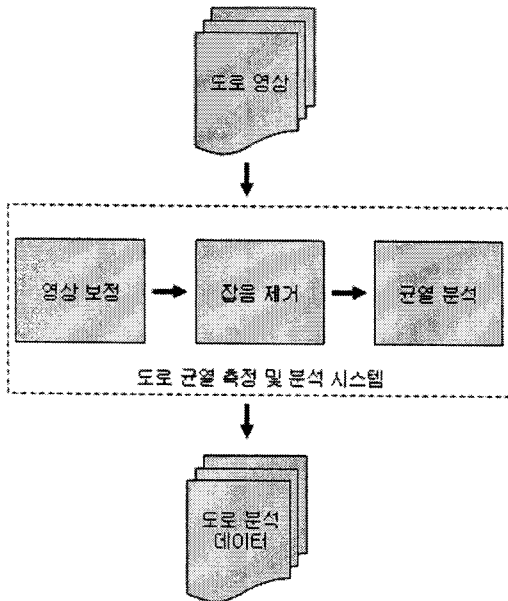 도로 영상
영상 보정
잡음 제거
균열 분석
도로 균열 측정 및 분석 시스템
도로 분석
데이터